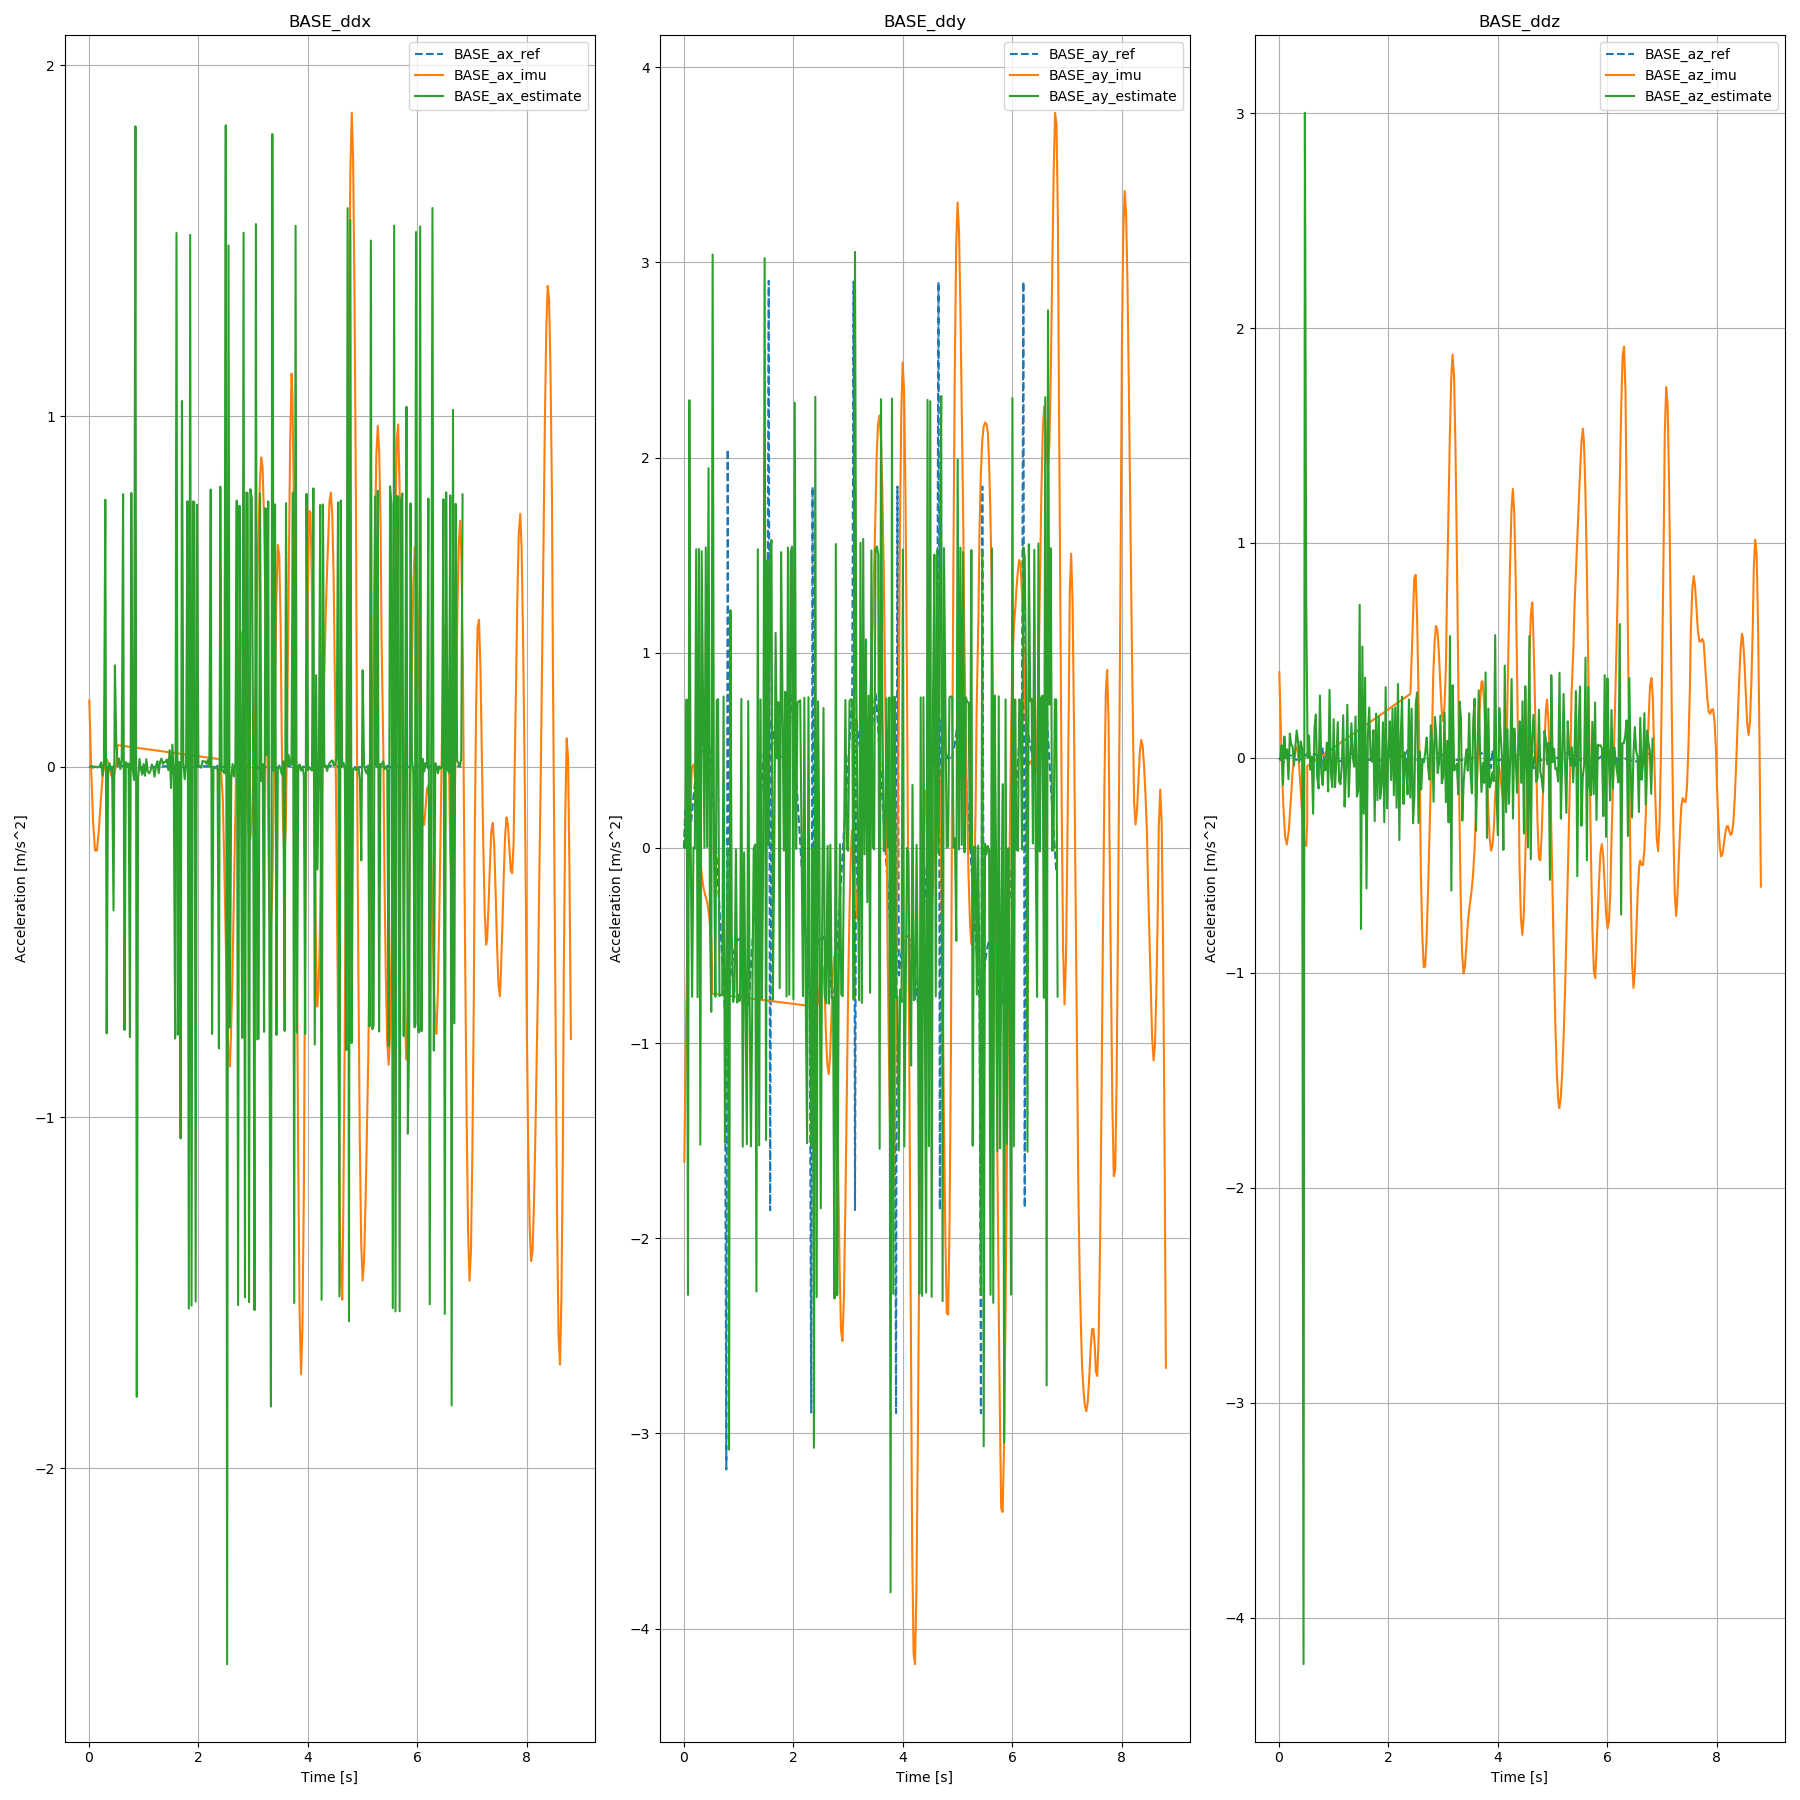 BASE_ddx
BASE_ax_ref
BASE_ax_imu
BASE_ax_estimate
2
1
0
−1
−2
Acceleration [m/s^2]
0 2 4 6 8
Time [s]
BASE_ddy
BASE_ay_ref
BASE_ay_imu
BASE_ay_estimate
4
3
2
1
0
−1
−2
−3
−4
Acceleration [m/s^2]
0 2 4 6 8
Time [s]
BASE_ddz
BASE_az_ref
BASE_az_imu
BASE_az_estimate
3
2
1
0
−1
−2
−3
−4
Acceleration [m/s^2]
0 2 4 6 8
Time [s]